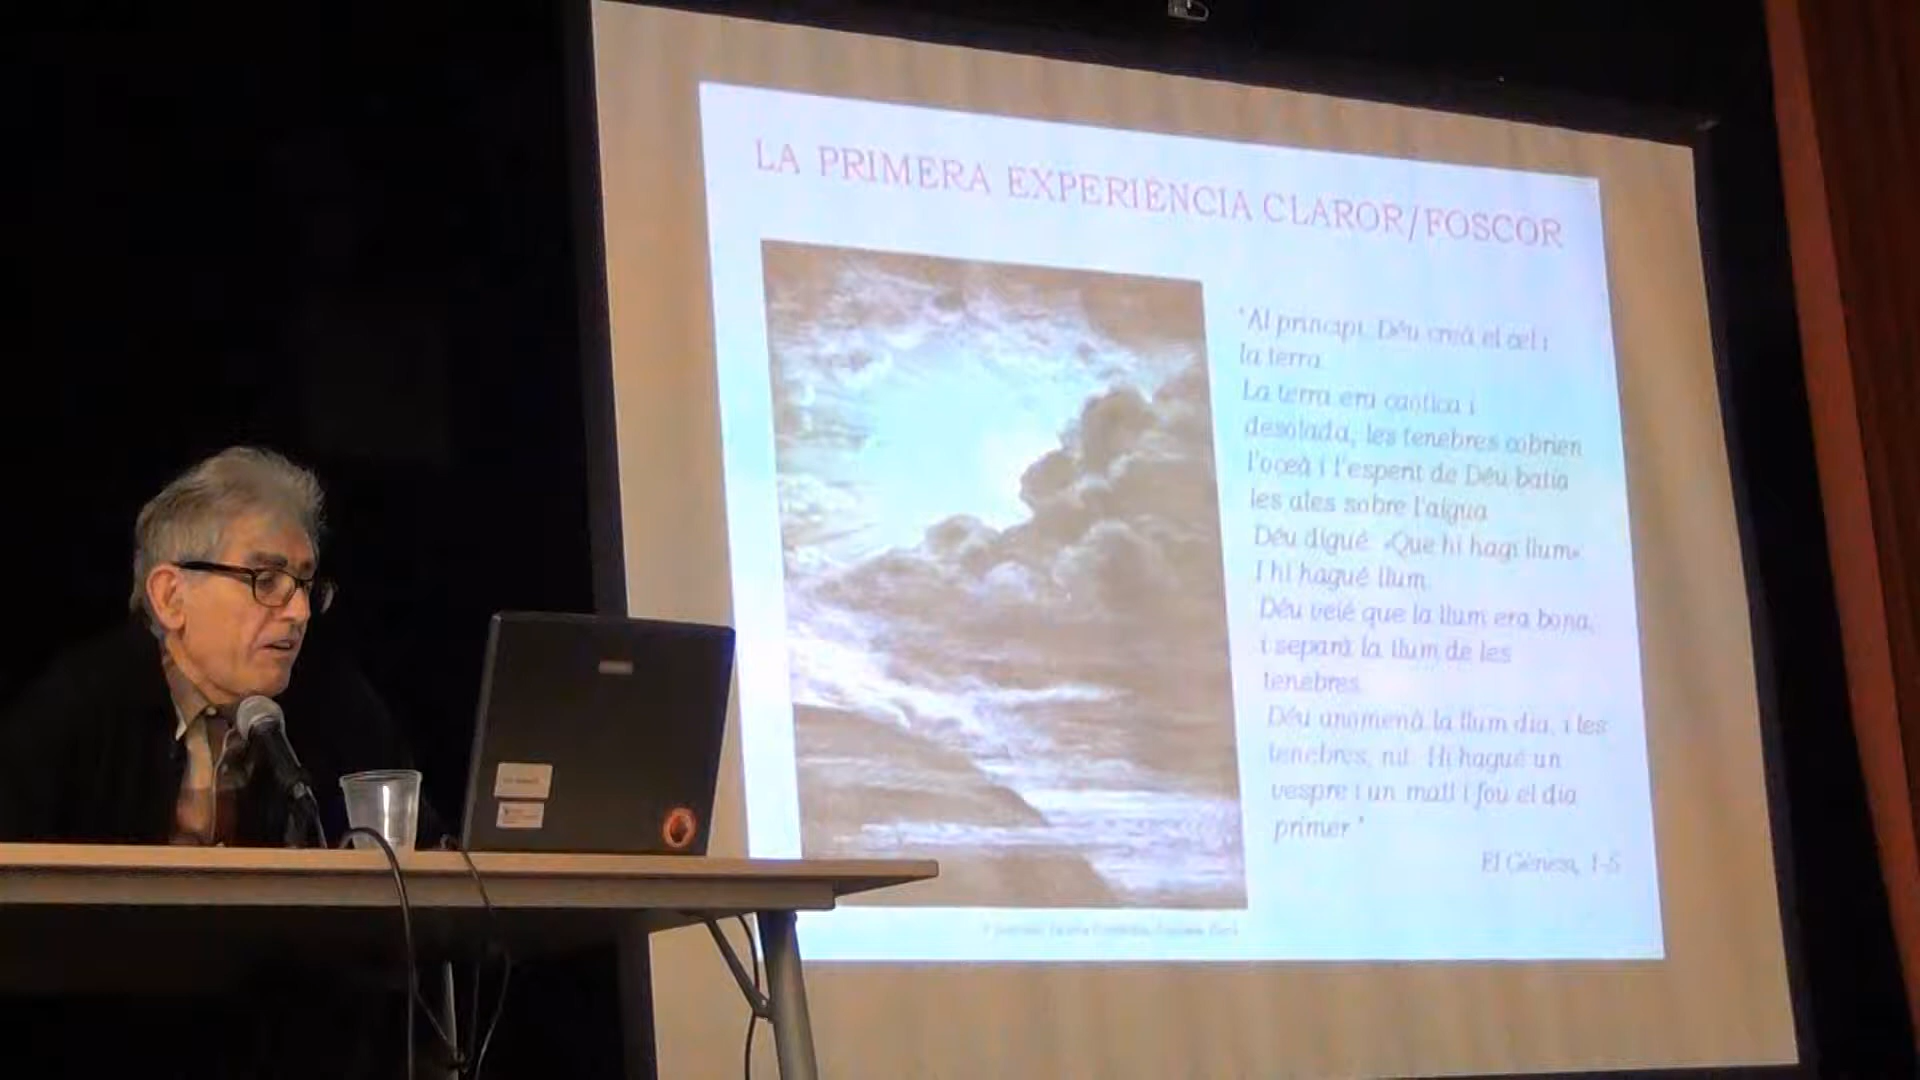 LA PRIMERA EXPERIÈNCIA CLAROR/FOSCOR
"Al principi, Déu creà el cel i
la terra.
La terra era caòtica i
desolada, les tenebres cobrien
l'oceà i l'esperit de Déu batia
les ales sobre l'aigua.
Déu digué: «Que hi hagi llum»
I hi hagué llum.
Déu veié que la llum era bona,
i separà la llum de les
tenebres.
Déu anomenà la llum dia, i les
tenebres, nit. Hi hagué un
vespre i un matí i fou el dia
primer."
El Gènesi, 1-5